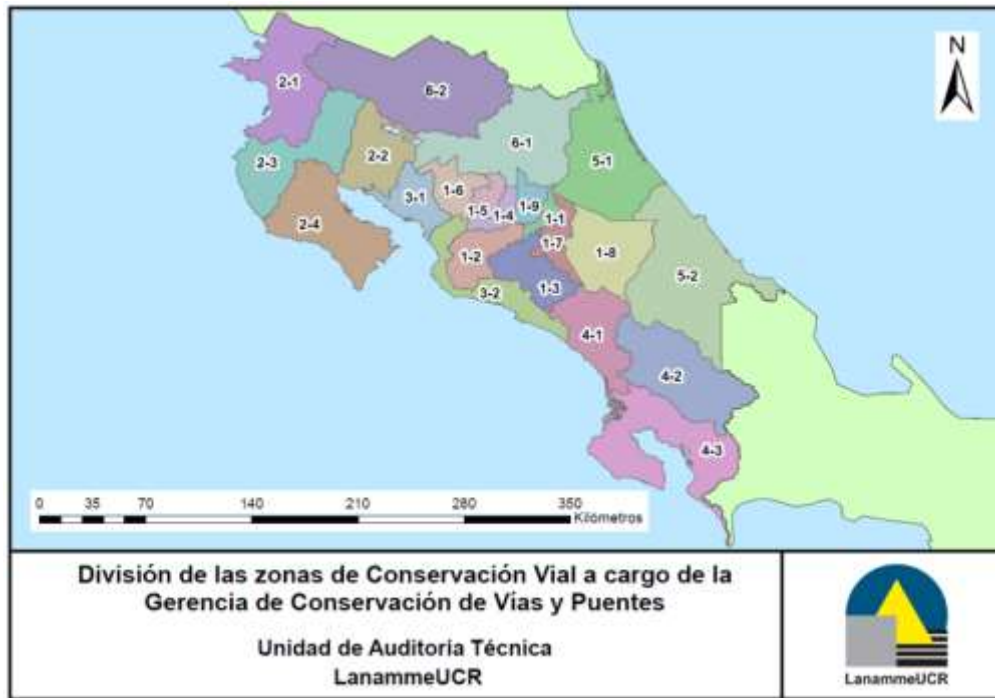 N
2-1
6-2
6-1
5-1
2-3
2-2
3-1
1-6
1-5
1-4
1-9
1-1
2-4
1-7
1-2
1-8
5-2
1-3
3-2
4-1
4-2
4-3
0 35 70 140 210 280 350
Kilómetros
División de las zonas de Conservación Vial a cargo de la
Gerencia de Conservación de Vías y Puentes
Unidad de Auditoría Técnica
LanammeUCR
LanammeUCR